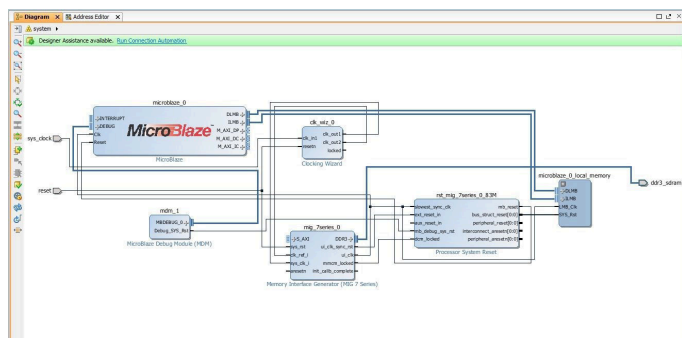 Diagram
Address Editor
system
Designer Assistance available. Run Connection Automation
microblaze_0
INTERRUPT
DEBUG
Clk
Reset
MicroBlaze
DLMB
ILMB
M_AXI_DP
M_AXI_DC
M_AXI_IC
MicroBlaze
clk_wiz_0
clk_in1
resetn
clk_out1
clk_out2
locked
Clocking Wizard
sys_clock
reset
mdm_1
MBDEBUG_0
Debug_SYS_Rst
MicroBlaze Debug Module (MDM)
mig_7series_0
S_AXI
sys_rst
clk_ref_i
sys_clk_i
aresetn
DDR3
ui_clk_sync_rst
ui_clk
mmcm_locked
init_calib_complete
Memory Interface Generator (MIG 7 Series)
rst_mig_7series_0_83M
slowest_sync_clk
ext_reset_in
aux_reset_in
mb_debug_sys_rst
dcm_locked
mb_reset
bus_struct_reset[0:0]
peripheral_reset[0:0]
interconnect_aresetn[0:0]
peripheral_aresetn[0:0]
Processor System Reset
microblaze_0_local_memory
DLMB
ILMB
LMB_Clk
SYS_Rst
ddr3_sdram